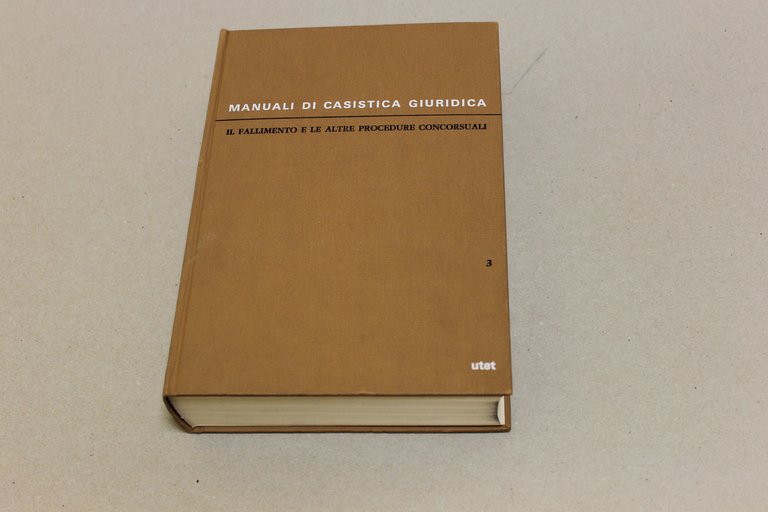 MANUALI DI CASISTICA GIURIDICA
IL FALLIMENTO E LE ALTRE PROCEDURE CONCORSUALI
3
utet